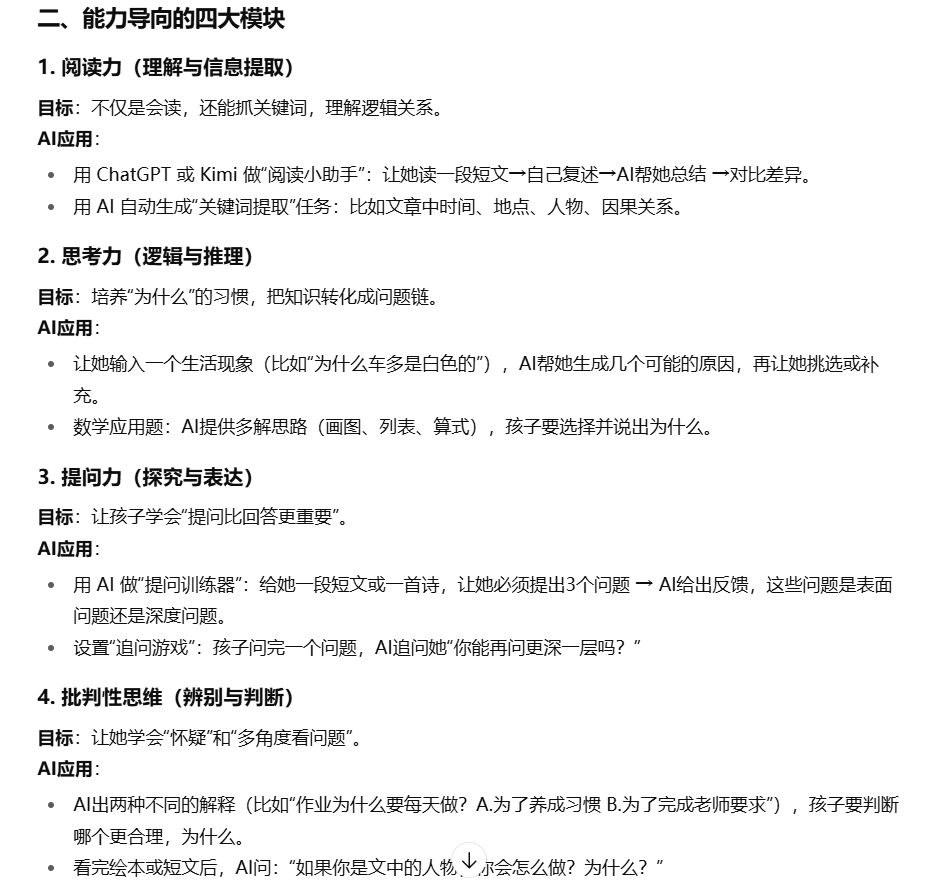 二、能力导向的四大模块
1. 阅读力（理解与信息提取）
目标：不仅是会读，还能抓关键词，理解逻辑关系。
AI应用：
用 ChatGPT 或 Kimi 做“阅读小助手”：让她读一段短文→自己复述→AI帮她总结 →对比差异。
用 AI 自动生成“关键词提取”任务：比如文章中时间、地点、人物、因果关系。
2. 思考力（逻辑与推理）
目标：培养“为什么”的习惯，把知识转化成问题链。
AI应用：
让她输入一个生活现象（比如“为什么车多是白色的”），AI帮她生成几个可能的原因，再让她挑选或补
充。
数学应用题：AI提供多解思路（画图、列表、算式），孩子要选择并说出为什么。
3. 提问力（探究与表达）
目标：让孩子学会“提问比回答更重要”。
AI应用：
用 AI 做“提问训练器”：给她一段短文或一首诗，让她必须提出3个问题 → AI给出反馈，这些问题是表面
问题还是深度问题。
设置“追问游戏”：孩子问完一个问题，AI追问她“你能再问更深一层吗？”
4. 批判性思维（辨别与判断）
目标：让她学会“怀疑”和“多角度看问题”。
AI应用：
AI出两种不同的解释（比如“作业为什么要每天做？A.为了养成习惯 B.为了完成老师要求”），孩子要判断
哪个更合理，为什么。
看完绘本或短文后，AI问：“如果你是文中的人物，你会怎么做？为什么？”